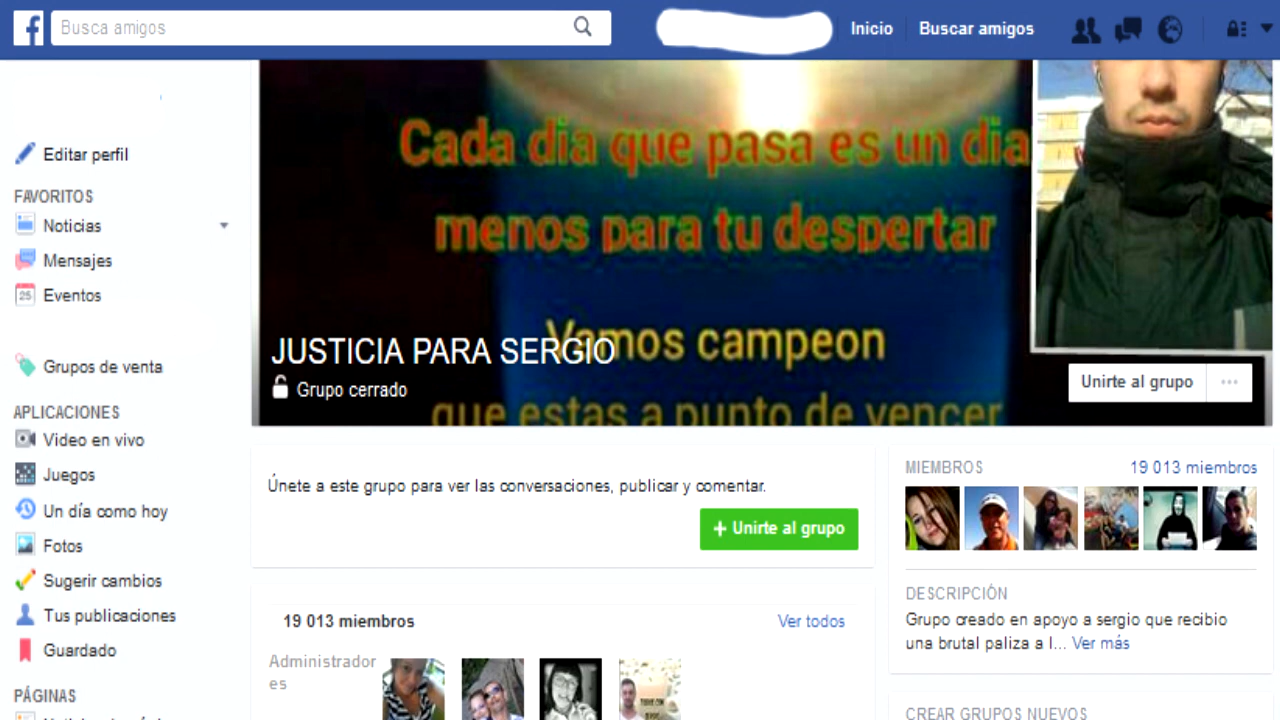 f
Busca amigos
Inicio
Buscar amigos
Editar perfil
FAVORITOS
Noticias
Mensajes
25
Eventos
Grupos de venta
APLICACIONES
Video en vivo
Juegos
Un día como hoy
Fotos
Sugerir cambios
Tus publicaciones
Guardado
PÁGINAS
Cada dia que pasa es un dia
menos para tu despertar
Vamos campeon
que estas a punto de vencer
JUSTICIA PARA SERGIO
Grupo cerrado
Unirte al grupo
Únete a este grupo para ver las conversaciones, publicar y comentar.
+ Unirte al grupo
19 013 miembros
Ver todos
Administrador
es
MIEMBROS
19 013 miembros
DESCRIPCIÓN
Grupo creado en apoyo a sergio que recibio
una brutal paliza a l... Ver más
CREAR GRUPOS NUEVOS